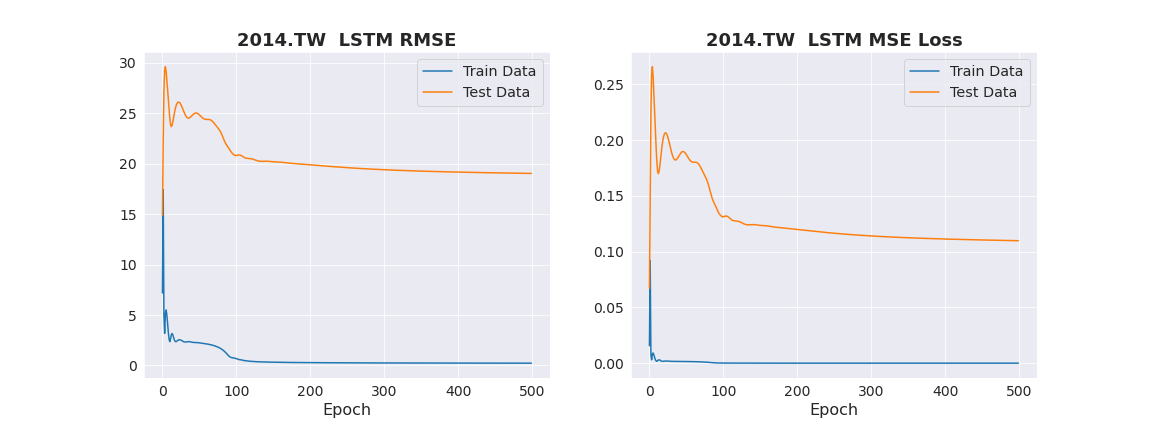 2014.TW  LSTM RMSE
Train Data
Test Data
30
25
20
15
10
5
0
0 100 200 300 400 500
Epoch
2014.TW  LSTM MSE Loss
Train Data
Test Data
0.25
0.20
0.15
0.10
0.05
0.00
0 100 200 300 400 500
Epoch